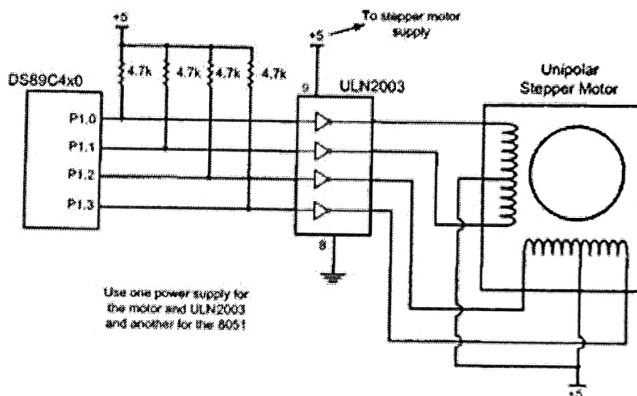 +5
4.7k 4.7k 4.7k 4.7k
DS89C4x0
P1.0
P1.1
P1.2
P1.3
To stepper motor
supply
+5
9
ULN2003
8
Unipolar
Stepper Motor
Use one power supply for
the motor and ULN2003
and another for the 8051
+5